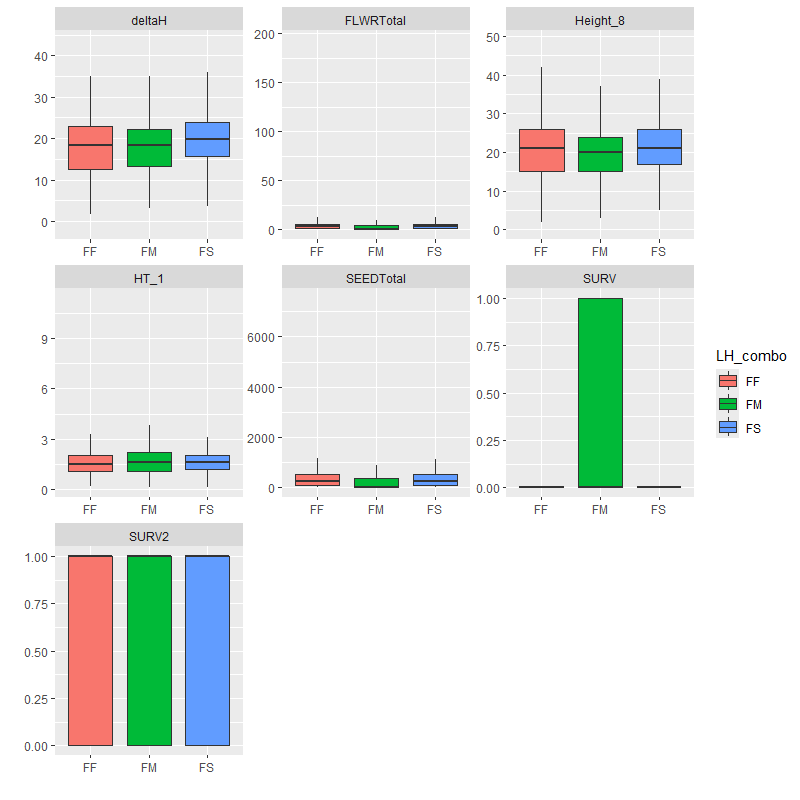 deltaH FLWRTotal Height_8
40 200 50
30 150 40
20 100 30
10 50 20
0 0 10
0
FF FM FS FF FM FS FF FM FS
HT_1 SEEDTotal SURV
9 6000 1.00
6 4000 0.75
3 2000 0.50
0 0 0.25
0.00
FF FM FS FF FM FS FF FM FS
LH_combo
FF
FM
FS
SURV2
1.00
0.75
0.50
0.25
0.00
FF FM FS